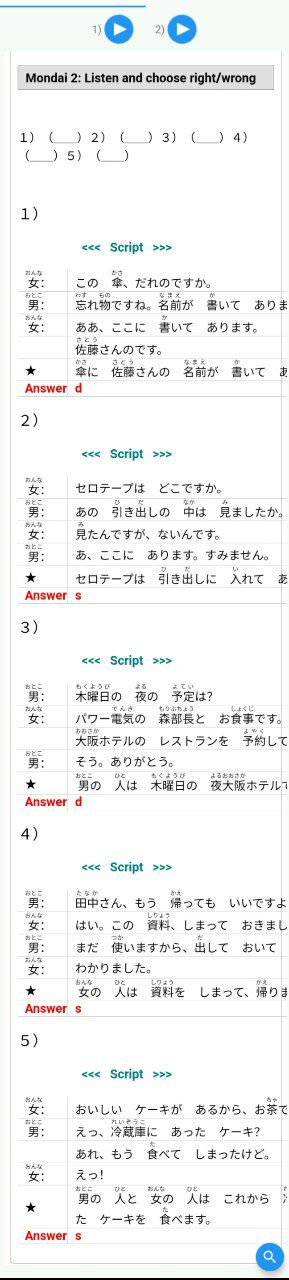 1) 2)
Mondai 2: Listen and choose right/wrong
1） （___） 2） （___） 3） （___） 4）
（___） 5） （___）
1）
<<< Script >>>
女： この 傘、だれのですか。
男： 忘れ物ですね。名前が 書いて ありま
女： ああ、ここに 書いて あります。
佐藤さんのです。
★ 傘に 佐藤さんの 名前が 書いて あ
Answer d
2）
<<< Script >>>
女： セロテープは どこですか。
男： あの 引き出しの 中は 見ましたか。
女： 見たんですが、ないんです。
男： あ、ここに あります。すみません。
★ セロテープは 引き出しに 入れて あ
Answer s
3）
<<< Script >>>
男： 木曜日の 夜の 予定は?
女： パワー電気の 森部長と お食事です。
大阪ホテルの レストランを 予約して
男： そう。ありがとう。
★ 男の 人は 木曜日の 夜大阪ホテルで
Answer d
4）
<<< Script >>>
男： 田中さん、もう 帰っても いいですよ
女： はい。この 資料、しまって おきまし
男： まだ 使いますから、出して おいて
女： わかりました。
★ 女の 人は 資料を しまって、帰りま
Answer s
5）
<<< Script >>>
女： おいしい ケーキが あるから、お茶で
男： えっ、冷蔵庫に あった ケーキ?
あれ、もう 食べて しまったけど。
女： えっ!
★ 男の 人と 女の 人は これから
た ケーキを 食べます。
Answer s